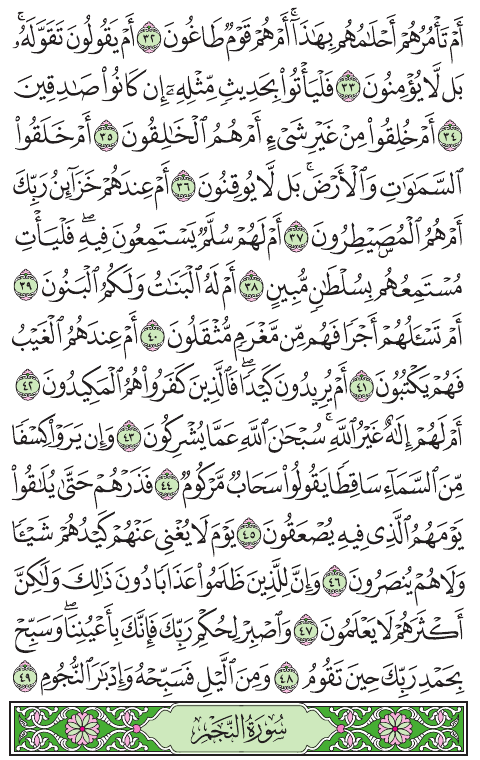 أَمْ تَأْمُرُهُمْ أَحْلَٰمُهُم بِهَٰذَآ ۚ أَمْ هُمْ قَوْمٌ طَاغُونَ ٣٢ أَمْ يَقُولُونَ تَقَوَّلَهُۥ ۚ
بَل لَّا يُؤْمِنُونَ ٣٣ فَلْيَأْتُوا۟ بِحَدِيثٍ مِّثْلِهِۦٓ إِن كَانُوا۟ صَٰدِقِينَ
٣٤ أَمْ خُلِقُوا۟ مِنْ غَيْرِ شَىْءٍ أَمْ هُمُ ٱلْخَٰلِقُونَ ٣٥ أَمْ خَلَقُوا۟
ٱلسَّمَٰوَٰتِ وَٱلْأَرْضَ ۚ بَل لَّا يُوقِنُونَ ٣٦ أَمْ عِندَهُمْ خَزَآئِنُ رَبِّكَ
أَمْ هُمُ ٱلْمُصَۣيْطِرُونَ ٣٧ أَمْ لَهُمْ سُلَّمٌ يَسْتَمِعُونَ فِيهِ ۖ فَلْيَأْتِ
مُسْتَمِعُهُم بِسُلْطَٰنٍ مُّبِينٍ ٣٨ أَمْ لَهُ ٱلْبَنَٰتُ وَلَكُمُ ٱلْبَنُونَ ٣٩
أَمْ تَسْـَٔلُهُمْ أَجْرًا فَهُم مِّن مَّغْرَمٍ مُّثْقَلُونَ ٤٠ أَمْ عِندَهُمُ ٱلْغَيْبُ
فَهُمْ يَكْتُبُونَ ٤١ أَمْ يُرِيدُونَ كَيْدًا ۖ فَٱلَّذِينَ كَفَرُوا۟ هُمُ ٱلْمَكِيدُونَ ٤٢
أَمْ لَهُمْ إِلَٰهٌ غَيْرُ ٱللَّهِ ۚ سُبْحَٰنَ ٱللَّهِ عَمَّا يُشْرِكُونَ ٤٣ وَإِن يَرَوْا۟ كِسْفًا
مِّنَ ٱلسَّمَآءِ سَاقِطًا يَقُولُوا۟ سَحَابٌ مَّرْكُومٌ ٤٤ فَذَرْهُمْ حَتَّىٰ يُلَٰقُوا۟
يَوْمَهُمُ ٱلَّذِى فِيهِ يُصْعَقُونَ ٤٥ يَوْمَ لَا يُغْنِى عَنْهُمْ كَيْدُهُمْ شَيْـًٔا
وَلَا هُمْ يُنصَرُونَ ٤٦ وَإِنَّ لِلَّذِينَ ظَلَمُوا۟ عَذَابًا دُونَ ذَٰلِكَ وَلَٰكِنَّ
أَكْثَرَهُمْ لَا يَعْلَمُونَ ٤٧ وَٱصْبِرْ لِحُكْمِ رَبِّكَ فَإِنَّكَ بِأَعْيُنِنَا ۖ وَسَبِّحْ
بِحَمْدِ رَبِّكَ حِينَ تَقُومُ ٤٨ وَمِنَ ٱلَّيْلِ فَسَبِّحْهُ وَإِدْبَٰرَ ٱلنُّجُومِ ٤٩
سُورَةُ النَّجْمِ